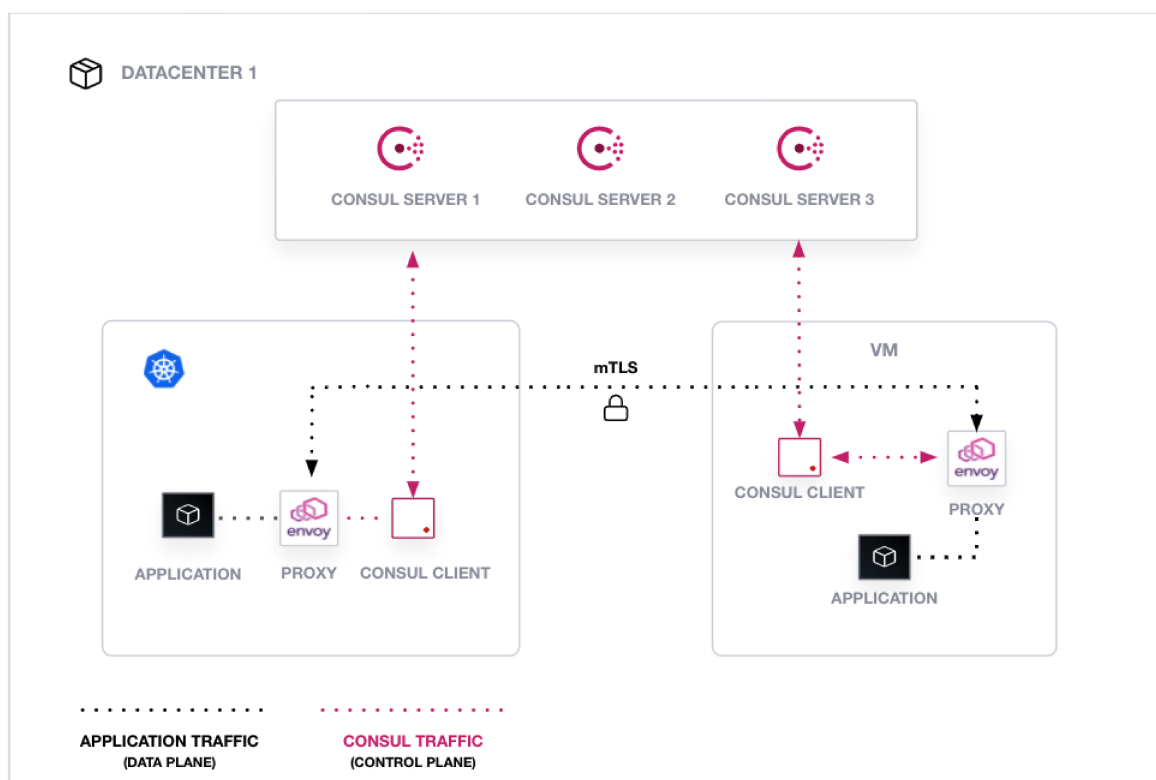 DATACENTER 1
CONSUL SERVER 1
CONSUL SERVER 2
CONSUL SERVER 3
VM
mTLS
envoy
CONSUL CLIENT
PROXY
envoy
APPLICATION
PROXY
CONSUL CLIENT
APPLICATION
APPLICATION TRAFFIC
(DATA PLANE)
CONSUL TRAFFIC
(CONTROL PLANE)